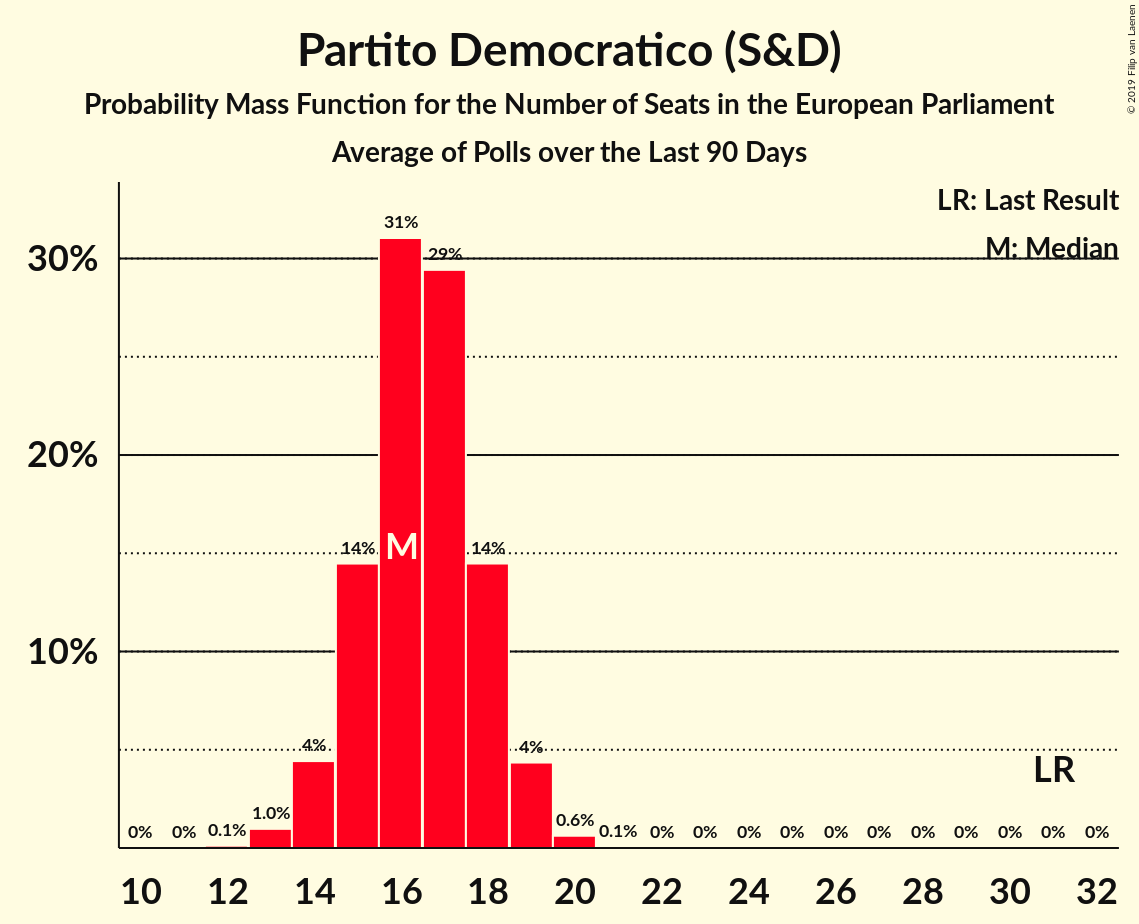 © 2019 Filip van Laenen
Partito Democratico (S&D)
Probability Mass Function for the Number of Seats in the European Parliament
Average of Polls over the Last 90 Days
LR: Last Result
M: Median
30%
20%
10%
0% 0% 0.1% 1.0% 4% 14% 31% 29% 14% 4% 0.6% 0.1% 0% 0% 0% 0% 0% 0% 0% 0% 0% 0% 0%
M
LR
10 12 14 16 18 20 22 24 26 28 30 32